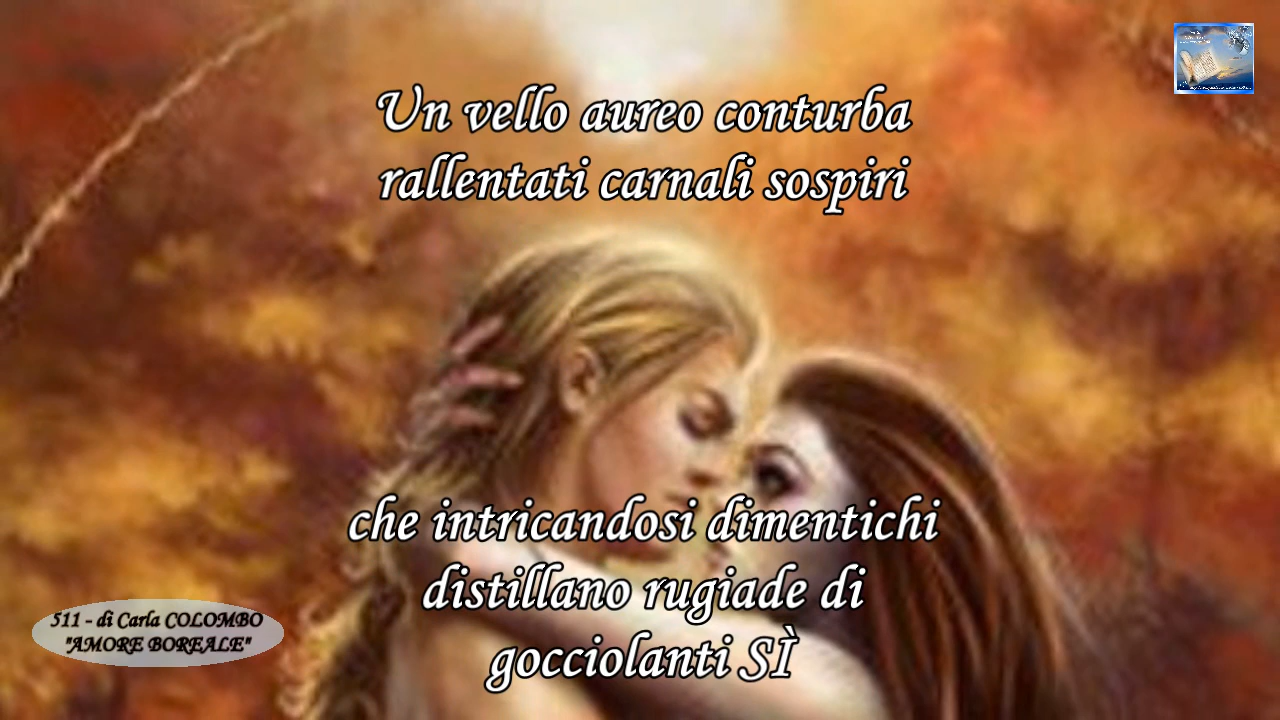 Un vello aureo conturba
rallentati carnali sospiri
che intricandosi dimentichi
distillano rugiade di
gocciolanti SÌ
511 - di Carla COLOMBO
"AMORE BOREALE"